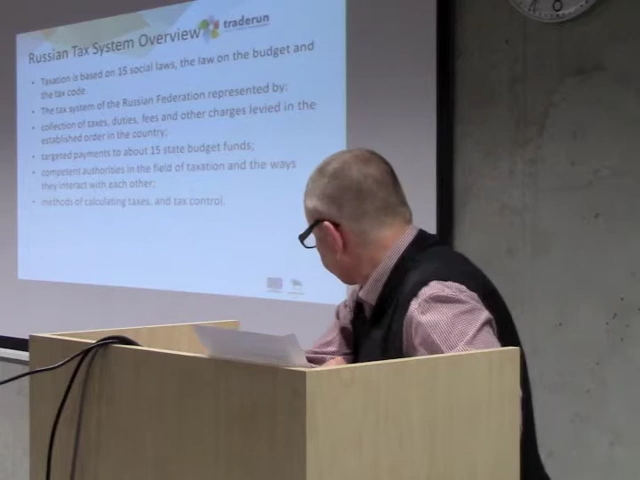 Russian Tax System Overview
traderun
• Taxation is based on 15 social laws, the law on the budget and
the tax code.
• The tax system of the Russian Federation represented by:
• collection of taxes, duties, fees and other charges levied in the
established order in the country;
• targeted payments to about 15 state budget funds;
• competent authorities in the field of taxation and the ways
they interact with each other;
• methods of calculating taxes, and tax control.